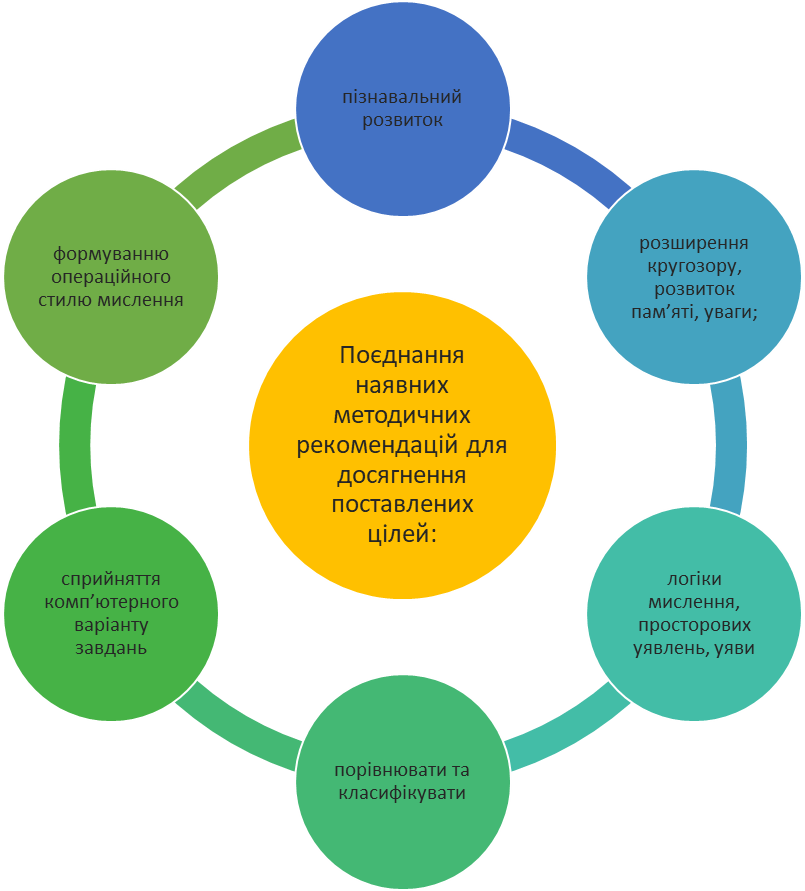 пізнавальний
розвиток
розширення
кругозору,
розвиток
пам’яті, уваги;
логіки
мислення,
просторових
уявлень, уяви
порівнювати та
класифікувати
сприйняття
комп’ютерного
варіанту
завдань
формуванню
операційного
стилю мислення
Поєднання
наявних
методичних
рекомендацій для
досягнення
поставлених
цілей: